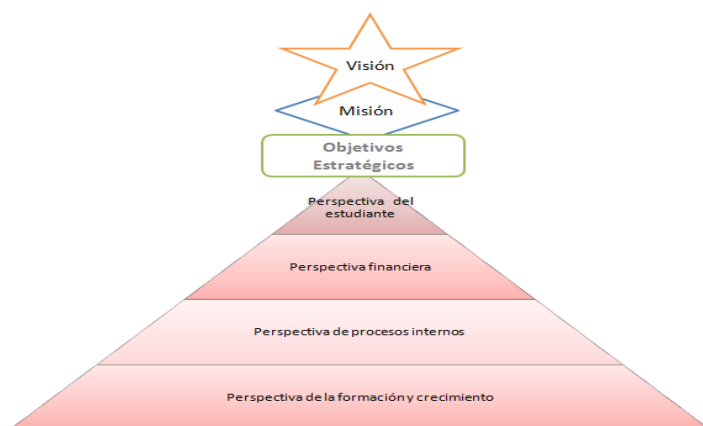 Visión
Misión
Objetivos
Estratégicos
Perspectiva del
estudiante
Perspectiva financiera
Perspectiva de procesos internos
Perspectiva de la formación y crecimiento